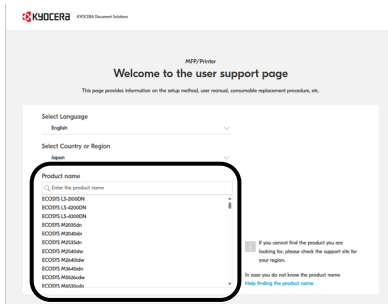 KYOCERA KYOCERA Document Solutions
MFP/Printer
Welcome to the user support page
This page provides information on the setup method, user manual, consumable replacement procedure, etc.
Select Language
English
Select Country or Region
Japan
Product name
Enter the product name
ECOSYS LS-2100DN
ECOSYS LS-4200DN
ECOSYS LS-4300DN
ECOSYS M2035dn
ECOSYS M2040dn
ECOSYS M2535dn
ECOSYS M2540dw
ECOSYS M2640idw
ECOSYS M3645idn
ECOSYS M5526cdw
ECOSYS M6530cdn
If you cannot find the product you are
looking for, please check the support site for
your region.
In case you do not know the product name
Help finding the product name